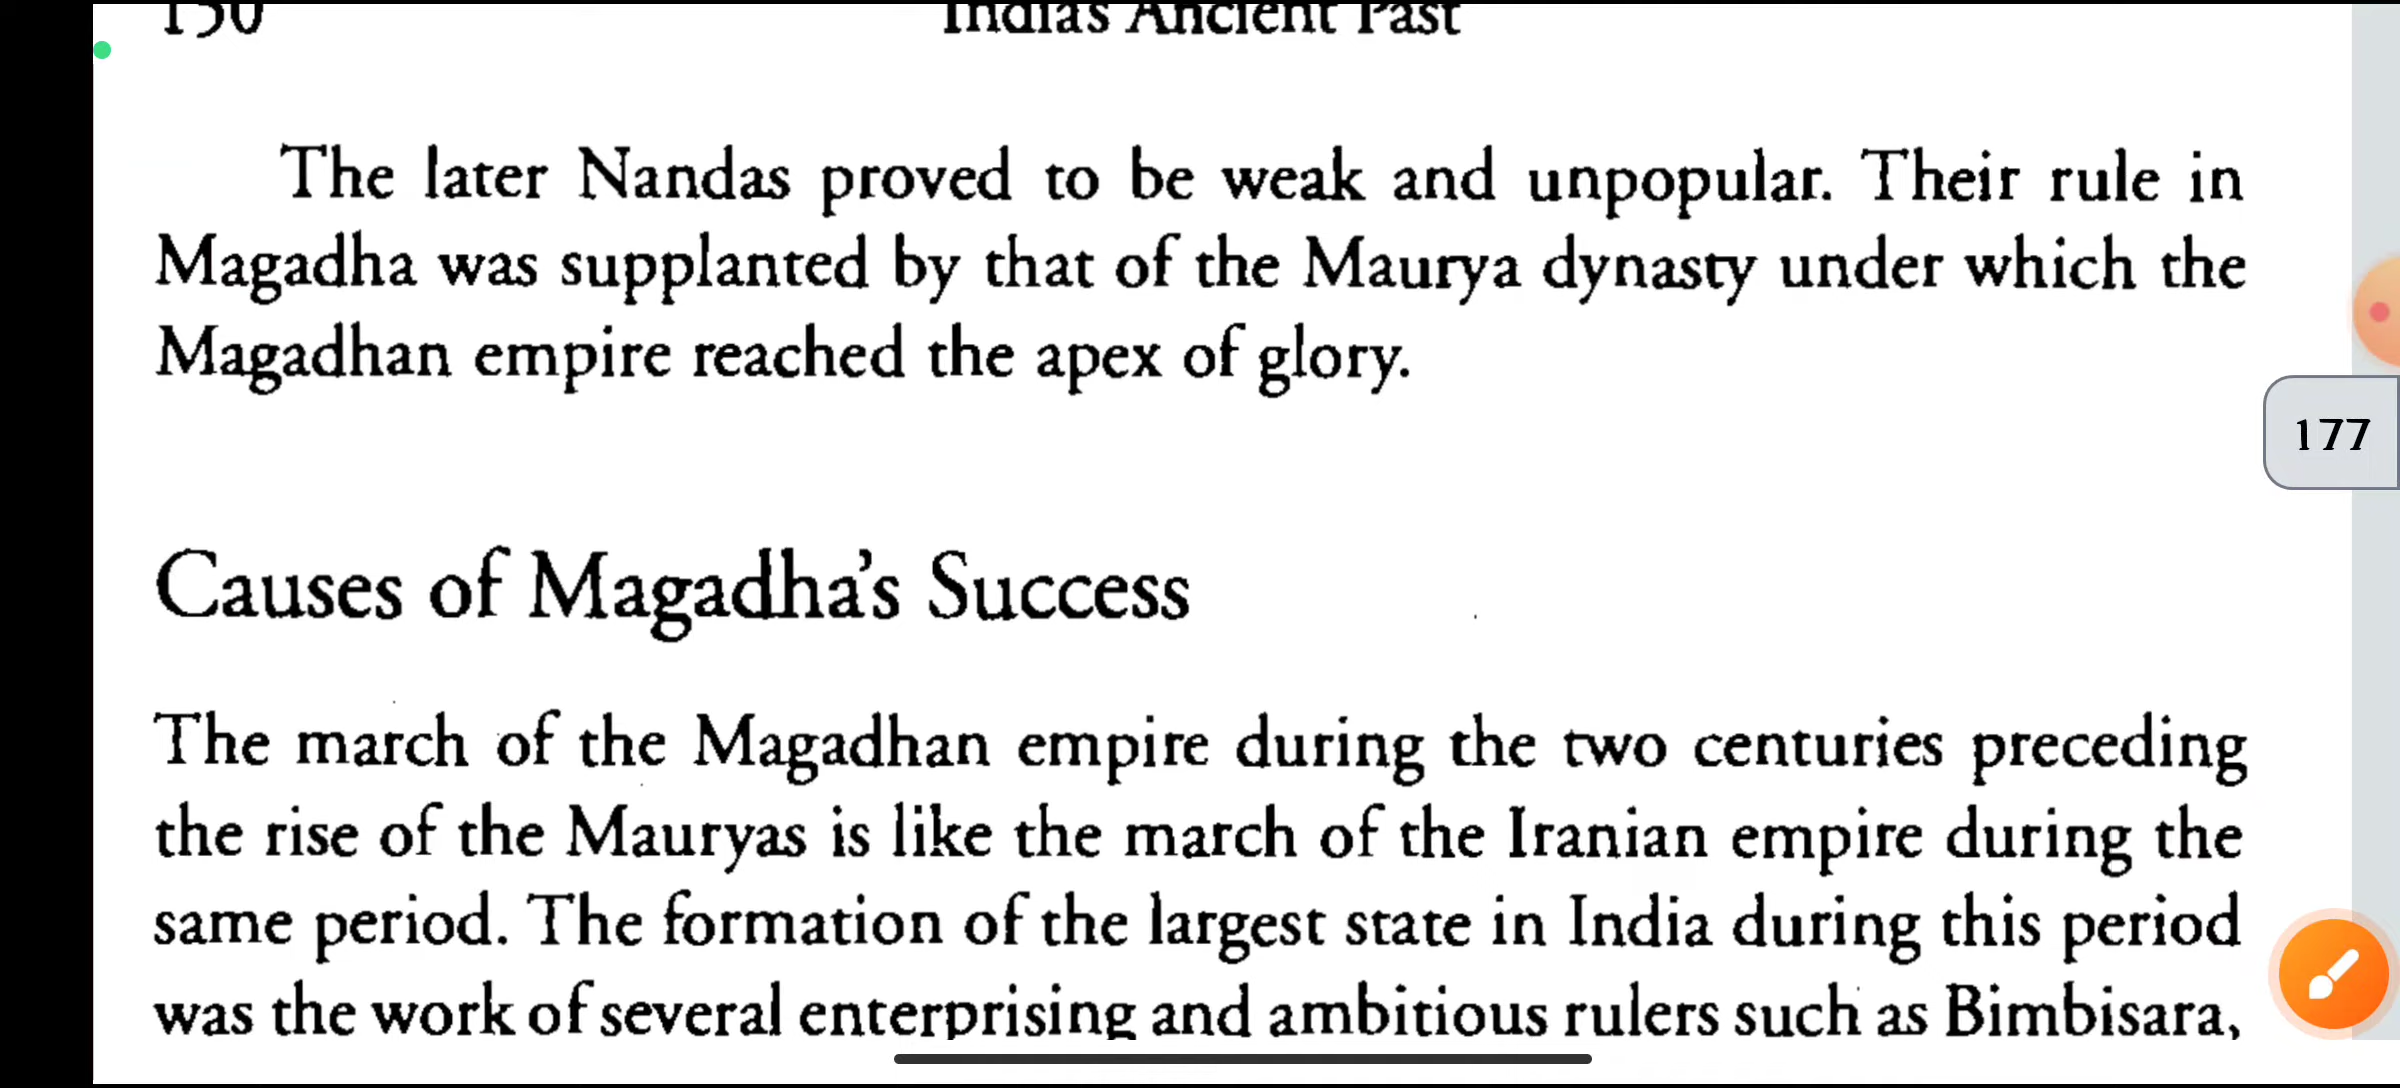 150
India's Ancient Past
The later Nandas proved to be weak and unpopular. Their rule in
Magadha was supplanted by that of the Maurya dynasty under which the
Magadhan empire reached the apex of glory.
177
Causes of Magadha's Success
The march of the Magadhan empire during the two centuries preceding
the rise of the Mauryas is like the march of the Iranian empire during the
same period. The formation of the largest state in India during this period
was the work of several enterprising and ambitious rulers such as Bimbisara,